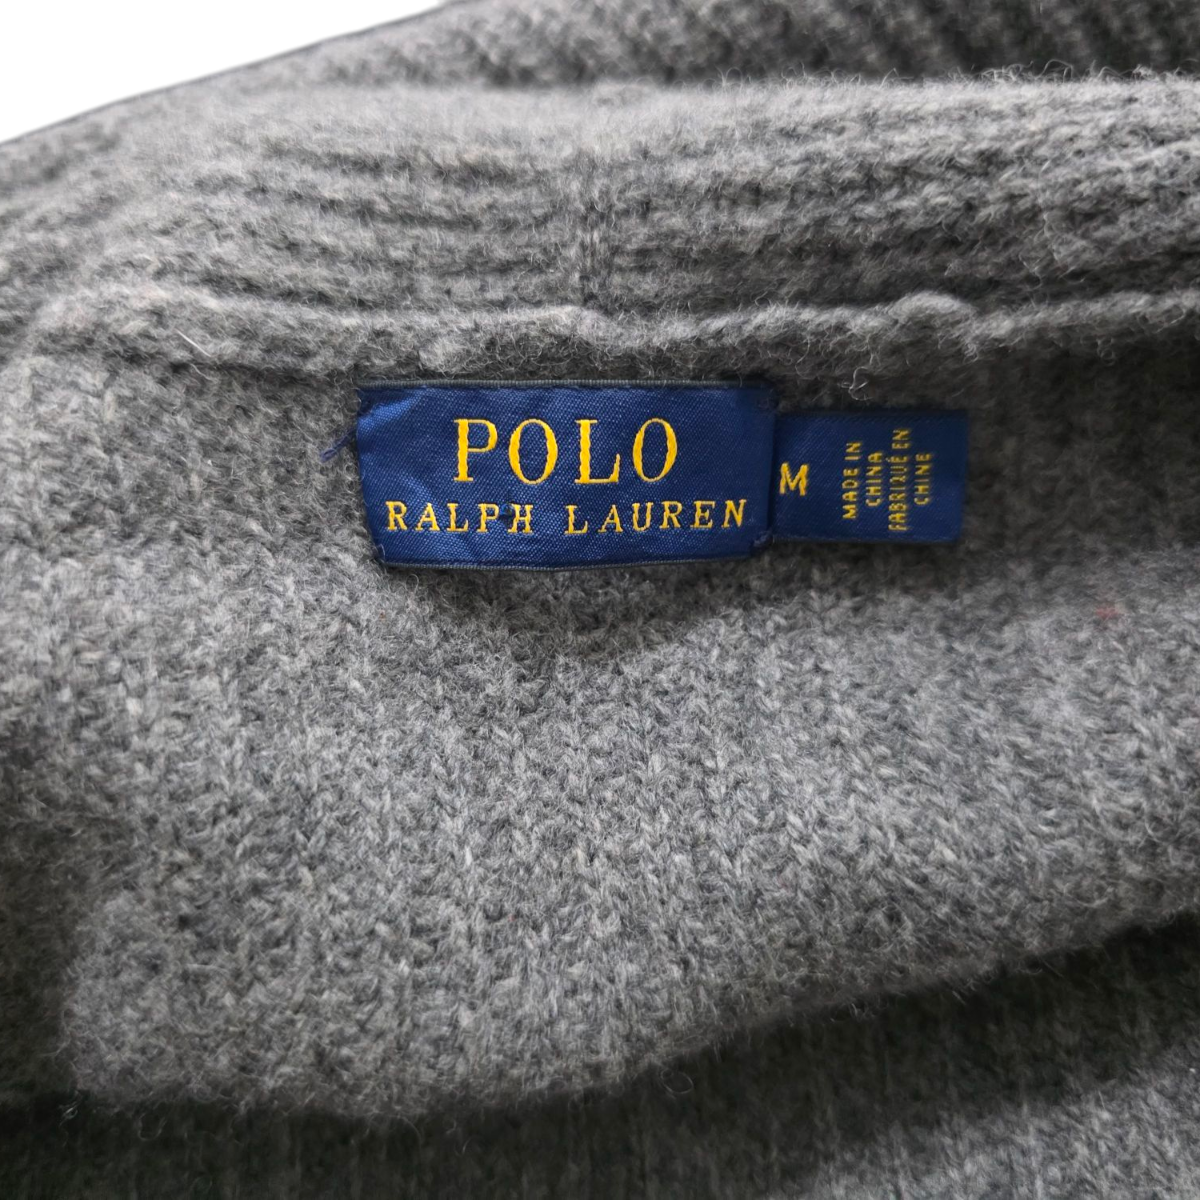 POLO
RALPH LAUREN
M
MADE IN
CHINA
FABRIQUÉ EN
CHINE